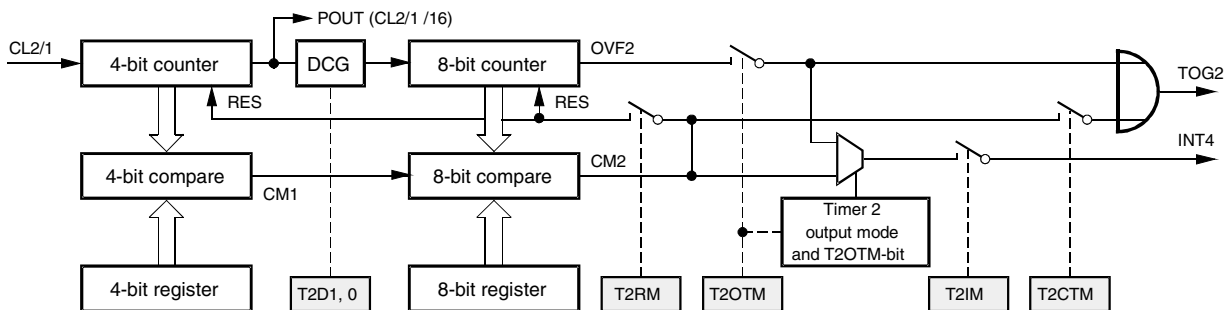 POUT (CL2/1 /16)
CL2/1
4-bit counter
DCG
8-bit counter
OVF2
TOG2
RES
RES
4-bit compare
CM1
8-bit compare
CM2
INT4
Timer 2
output mode
and T2OTM-bit
4-bit register
T2D1, 0
8-bit register
T2RM
T2OTM
T2IM
T2CTM